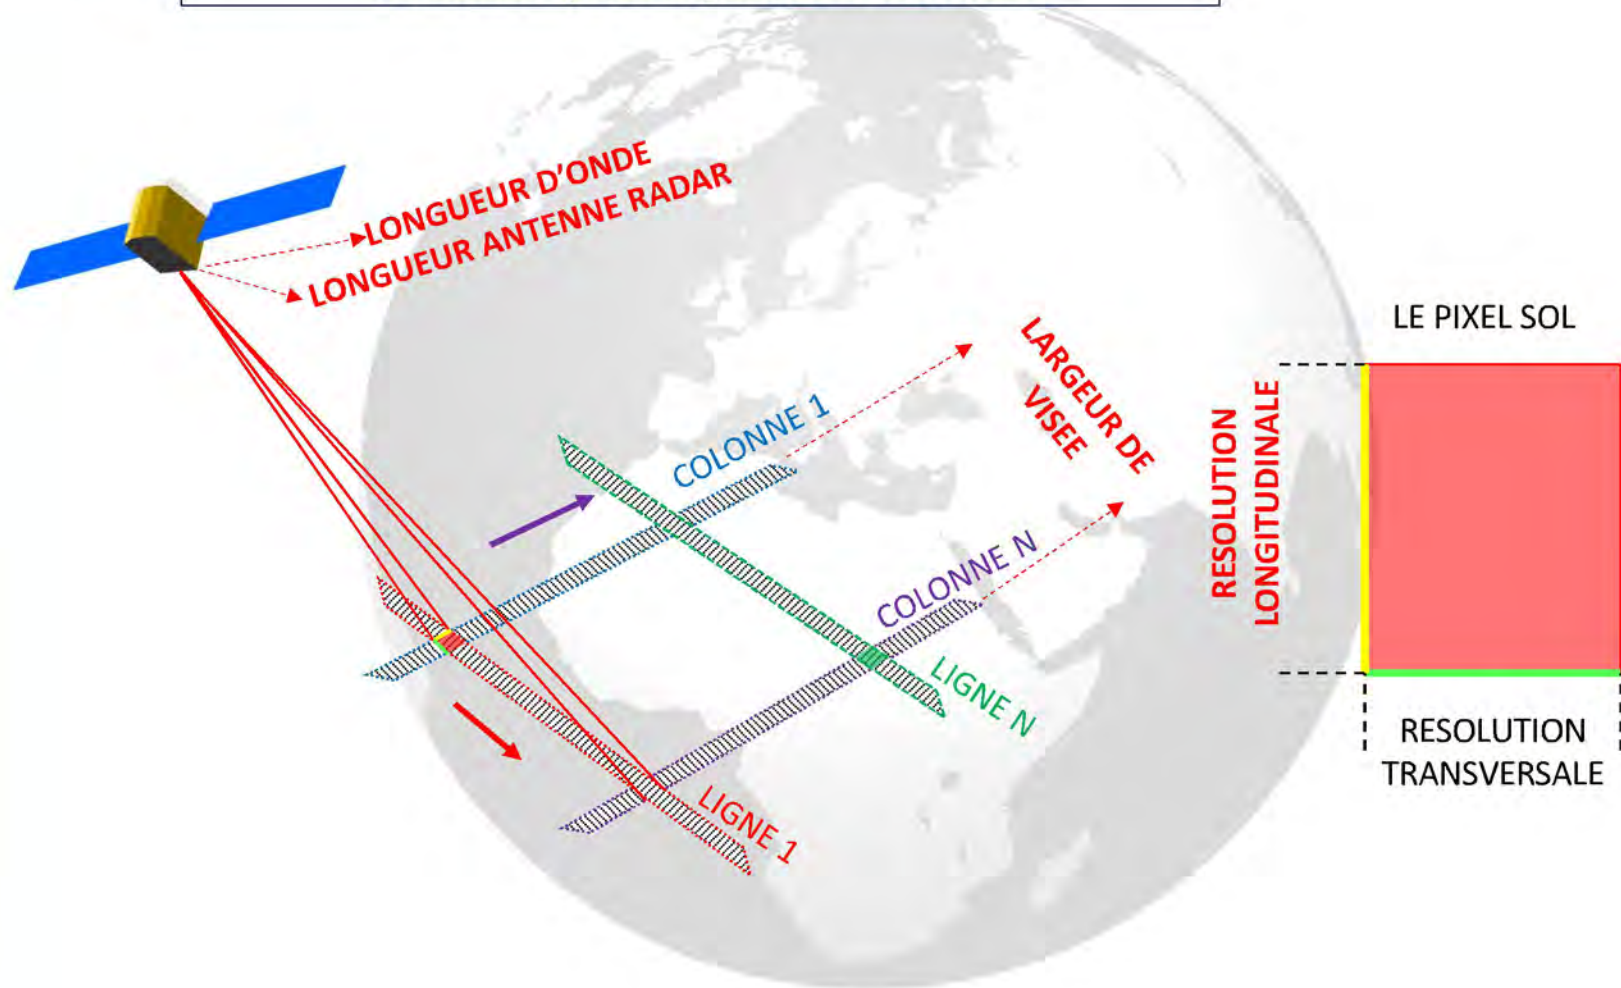 LONGUEUR D'ONDE
LONGUEUR ANTENNE RADAR
LE PIXEL SOL
LARGEUR DE
VISEE
COLONNE 1
RESOLUTION
LONGITUDINALE
COLONNE N
LIGNE N
LIGNE 1
RESOLUTION
TRANSVERSALE